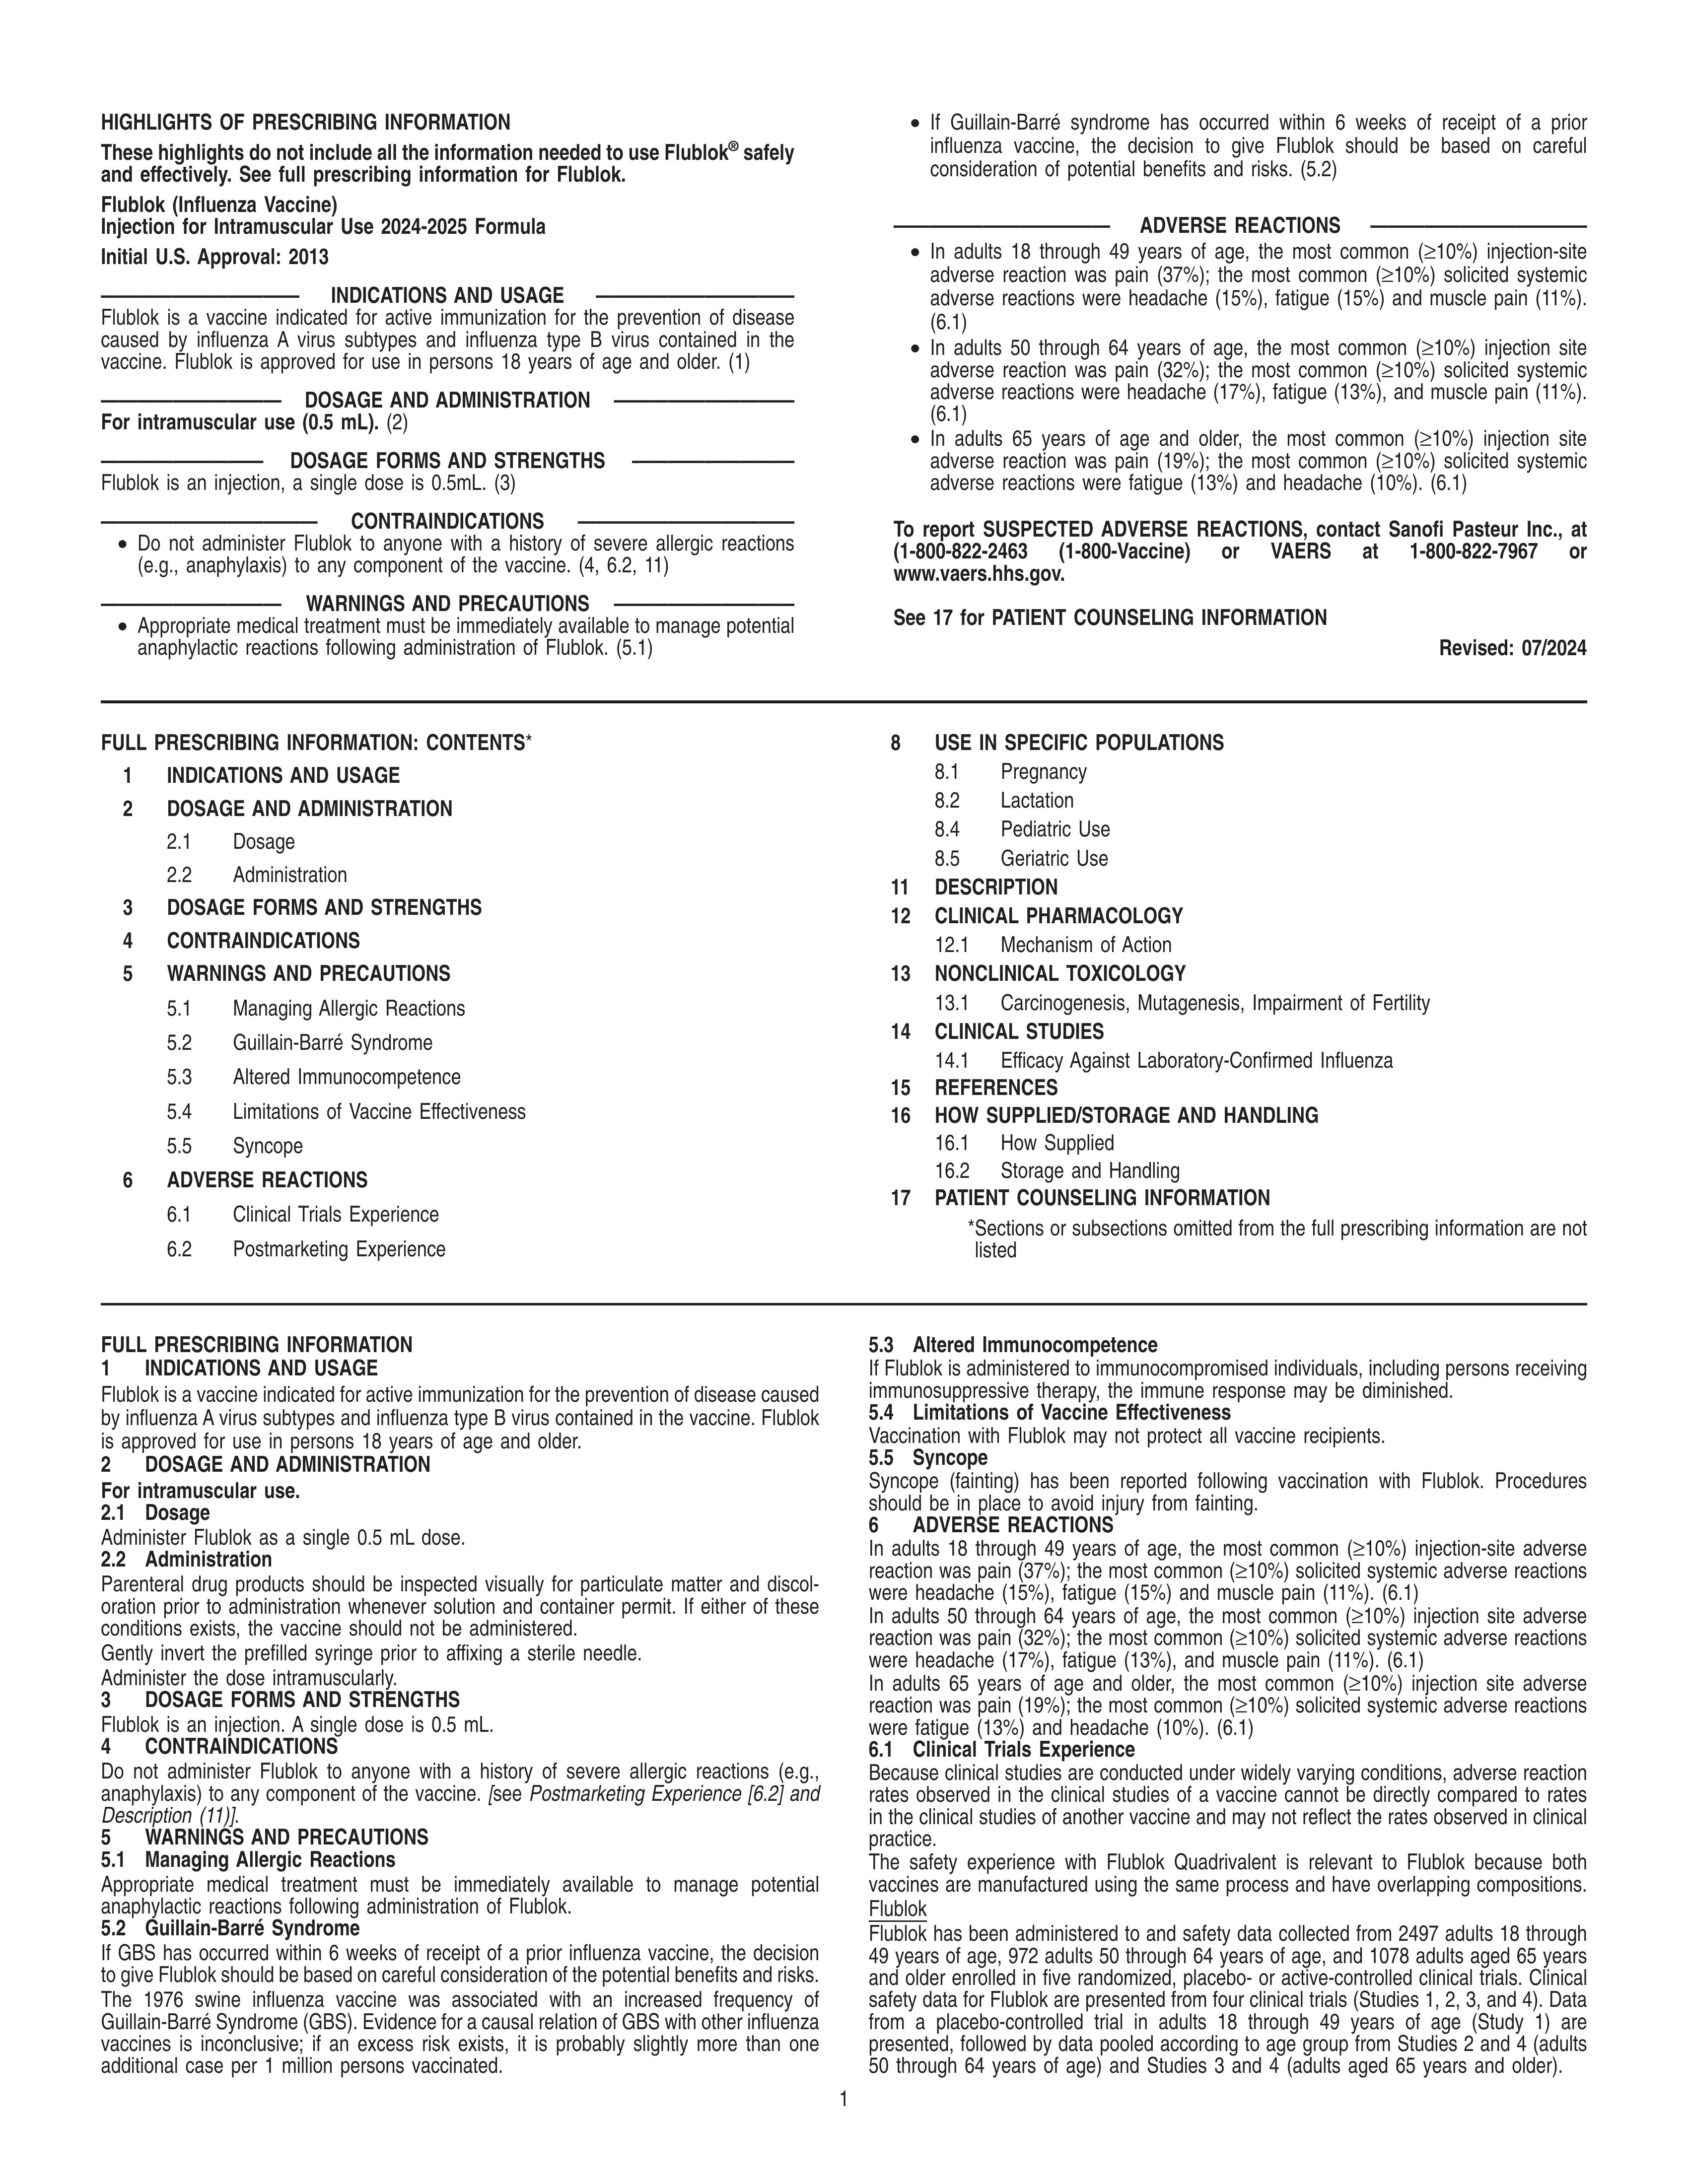 HIGHLIGHTS OF PRESCRIBING INFORMATION
These highlights do not include all the information needed to use Flublok® safely
and effectively. See full prescribing information for Flublok.
Flublok (Influenza Vaccine)
Injection for Intramuscular Use 2024-2025 Formula
Initial U.S. Approval: 2013
INDICATIONS AND USAGE
Flublok is a vaccine indicated for active immunization for the prevention of disease
caused by influenza A virus subtypes and influenza type B virus contained in the
vaccine. Flublok is approved for use in persons 18 years of age and older. (1)
DOSAGE AND ADMINISTRATION
For intramuscular use (0.5 mL). (2)
DOSAGE FORMS AND STRENGTHS
Flublok is an injection, a single dose is 0.5mL. (3)
CONTRAINDICATIONS
• Do not administer Flublok to anyone with a history of severe allergic reactions
(e.g., anaphylaxis) to any component of the vaccine. (4, 6.2, 11)
WARNINGS AND PRECAUTIONS
• Appropriate medical treatment must be immediately available to manage potential
anaphylactic reactions following administration of Flublok. (5.1)
• If Guillain-Barré syndrome has occurred within 6 weeks of receipt of a prior
influenza vaccine, the decision to give Flublok should be based on careful
consideration of potential benefits and risks. (5.2)
ADVERSE REACTIONS
• In adults 18 through 49 years of age, the most common (≥10%) injection-site
adverse reaction was pain (37%); the most common (≥10%) solicited systemic
adverse reactions were headache (15%), fatigue (15%) and muscle pain (11%).
(6.1)
• In adults 50 through 64 years of age, the most common (≥10%) injection site
adverse reaction was pain (32%); the most common (≥10%) solicited systemic
adverse reactions were headache (17%), fatigue (13%), and muscle pain (11%).
(6.1)
• In adults 65 years of age and older, the most common (≥10%) injection site
adverse reaction was pain (19%); the most common (≥10%) solicited systemic
adverse reactions were fatigue (13%) and headache (10%). (6.1)
To report SUSPECTED ADVERSE REACTIONS, contact Sanofi Pasteur Inc., at
(1-800-822-2463 (1-800-Vaccine) or VAERS at 1-800-822-7967 or
www.vaers.hhs.gov.
See 17 for PATIENT COUNSELING INFORMATION
Revised: 07/2024
FULL PRESCRIBING INFORMATION: CONTENTS*
1 INDICATIONS AND USAGE
2 DOSAGE AND ADMINISTRATION
2.1 Dosage
2.2 Administration
3 DOSAGE FORMS AND STRENGTHS
4 CONTRAINDICATIONS
5 WARNINGS AND PRECAUTIONS
5.1 Managing Allergic Reactions
5.2 Guillain-Barré Syndrome
5.3 Altered Immunocompetence
5.4 Limitations of Vaccine Effectiveness
5.5 Syncope
6 ADVERSE REACTIONS
6.1 Clinical Trials Experience
6.2 Postmarketing Experience
8 USE IN SPECIFIC POPULATIONS
8.1 Pregnancy
8.2 Lactation
8.4 Pediatric Use
8.5 Geriatric Use
11 DESCRIPTION
12 CLINICAL PHARMACOLOGY
12.1 Mechanism of Action
13 NONCLINICAL TOXICOLOGY
13.1 Carcinogenesis, Mutagenesis, Impairment of Fertility
14 CLINICAL STUDIES
14.1 Efficacy Against Laboratory-Confirmed Influenza
15 REFERENCES
16 HOW SUPPLIED/STORAGE AND HANDLING
16.1 How Supplied
16.2 Storage and Handling
17 PATIENT COUNSELING INFORMATION
*Sections or subsections omitted from the full prescribing information are not
listed
FULL PRESCRIBING INFORMATION
1 INDICATIONS AND USAGE
Flublok is a vaccine indicated for active immunization for the prevention of disease caused
by influenza A virus subtypes and influenza type B virus contained in the vaccine. Flublok
is approved for use in persons 18 years of age and older.
2 DOSAGE AND ADMINISTRATION
For intramuscular use.
2.1 Dosage
Administer Flublok as a single 0.5 mL dose.
2.2 Administration
Parenteral drug products should be inspected visually for particulate matter and discol-
oration prior to administration whenever solution and container permit. If either of these
conditions exists, the vaccine should not be administered.
Gently invert the prefilled syringe prior to affixing a sterile needle.
Administer the dose intramuscularly.
3 DOSAGE FORMS AND STRENGTHS
Flublok is an injection. A single dose is 0.5 mL.
4 CONTRAINDICATIONS
Do not administer Flublok to anyone with a history of severe allergic reactions (e.g.,
anaphylaxis) to any component of the vaccine. [see Postmarketing Experience [6.2] and
Description (11)].
5 WARNINGS AND PRECAUTIONS
5.1 Managing Allergic Reactions
Appropriate medical treatment must be immediately available to manage potential
anaphylactic reactions following administration of Flublok.
5.2 Guillain-Barré Syndrome
If GBS has occurred within 6 weeks of receipt of a prior influenza vaccine, the decision
to give Flublok should be based on careful consideration of the potential benefits and risks.
The 1976 swine influenza vaccine was associated with an increased frequency of
Guillain-Barré Syndrome (GBS). Evidence for a causal relation of GBS with other influenza
vaccines is inconclusive; if an excess risk exists, it is probably slightly more than one
additional case per 1 million persons vaccinated.
5.3 Altered Immunocompetence
If Flublok is administered to immunocompromised individuals, including persons receiving
immunosuppressive therapy, the immune response may be diminished.
5.4 Limitations of Vaccine Effectiveness
Vaccination with Flublok may not protect all vaccine recipients.
5.5 Syncope
Syncope (fainting) has been reported following vaccination with Flublok. Procedures
should be in place to avoid injury from fainting.
6 ADVERSE REACTIONS
In adults 18 through 49 years of age, the most common (≥10%) injection-site adverse
reaction was pain (37%); the most common (≥10%) solicited systemic adverse reactions
were headache (15%), fatigue (15%) and muscle pain (11%). (6.1)
In adults 50 through 64 years of age, the most common (≥10%) injection site adverse
reaction was pain (32%); the most common (≥10%) solicited systemic adverse reactions
were headache (17%), fatigue (13%), and muscle pain (11%). (6.1)
In adults 65 years of age and older, the most common (≥10%) injection site adverse
reaction was pain (19%); the most common (≥10%) solicited systemic adverse reactions
were fatigue (13%) and headache (10%). (6.1)
6.1 Clinical Trials Experience
Because clinical studies are conducted under widely varying conditions, adverse reaction
rates observed in the clinical studies of a vaccine cannot be directly compared to rates
in the clinical studies of another vaccine and may not reflect the rates observed in clinical
practice.
The safety experience with Flublok Quadrivalent is relevant to Flublok because both
vaccines are manufactured using the same process and have overlapping compositions.
Flublok
Flublok has been administered to and safety data collected from 2497 adults 18 through
49 years of age, 972 adults 50 through 64 years of age, and 1078 adults aged 65 years
and older enrolled in five randomized, placebo- or active-controlled clinical trials. Clinical
safety data for Flublok are presented from four clinical trials (Studies 1, 2, 3, and 4). Data
from a placebo-controlled trial in adults 18 through 49 years of age (Study 1) are
presented, followed by data pooled according to age group from Studies 2 and 4 (adults
50 through 64 years of age) and Studies 3 and 4 (adults aged 65 years and older).
1